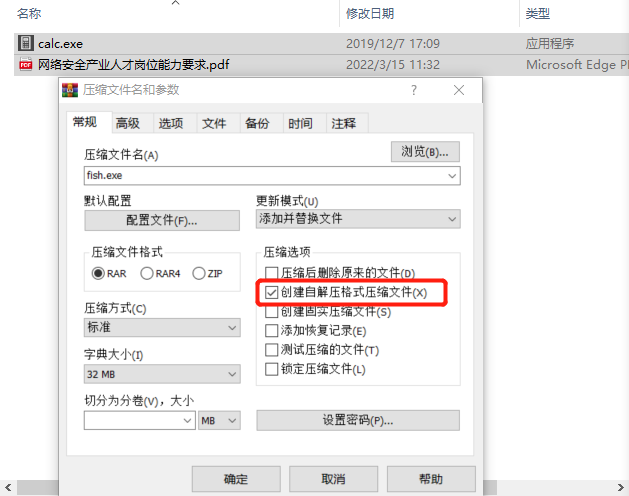 名称 修改日期 类型
calc.exe 2019/12/7 17:09 应用程序
PDF 网络安全产业人才岗位能力要求.pdf 2022/3/15 11:32 Microsoft Edge P
压缩文件名和参数 ?
常规 高级 选项 文件 备份 时间 注释
压缩文件名(A) 浏览(B)...
fish.exe
默认配置 更新模式(U)
配置文件(F)... 添加并替换文件
压缩文件格式 压缩选项
RAR RAR4 ZIP 压缩后删除原来的文件(D)
创建自解压格式压缩文件(X)
压缩方式(C) 创建固实压缩文件(S)
标准 添加恢复记录(E)
字典大小(I) 测试压缩的文件(T)
32 MB 锁定压缩文件(L)
切分为分卷(V)，大小
MB 设置密码(P)...
确定 取消 帮助